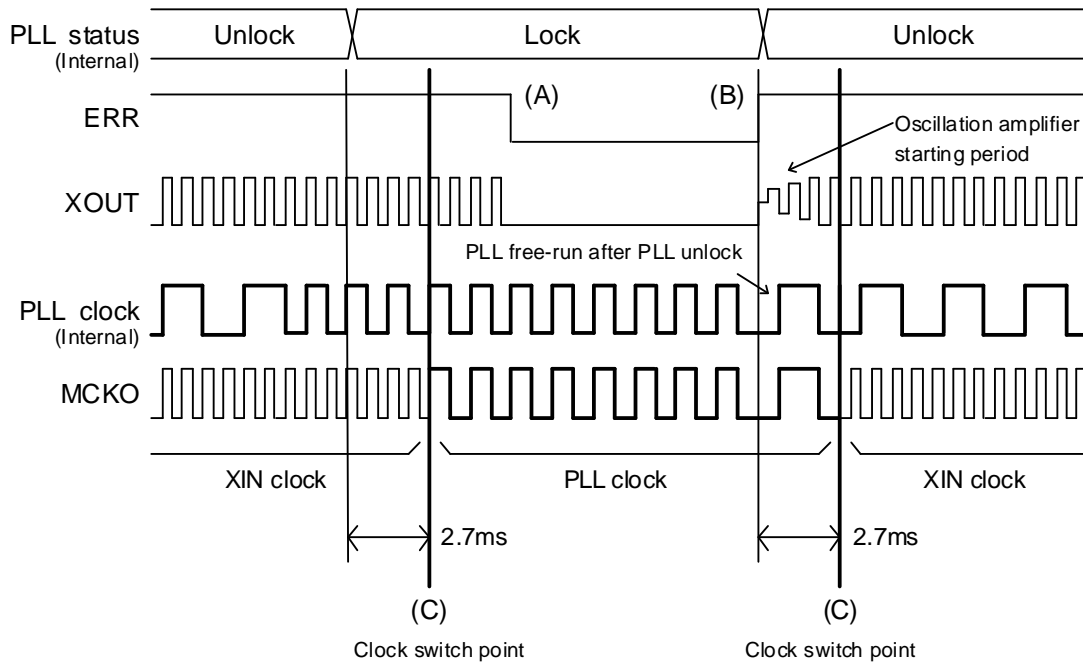 PLL status
(Internal)
Unlock
Lock
Unlock
ERR
(A)
(B)
Oscillation amplifier
starting period
XOUT
PLL free-run after PLL unlock
PLL clock
(Internal)
MCKO
XIN clock
PLL clock
XIN clock
2.7ms
2.7ms
(C)
(C)
Clock switch point
Clock switch point